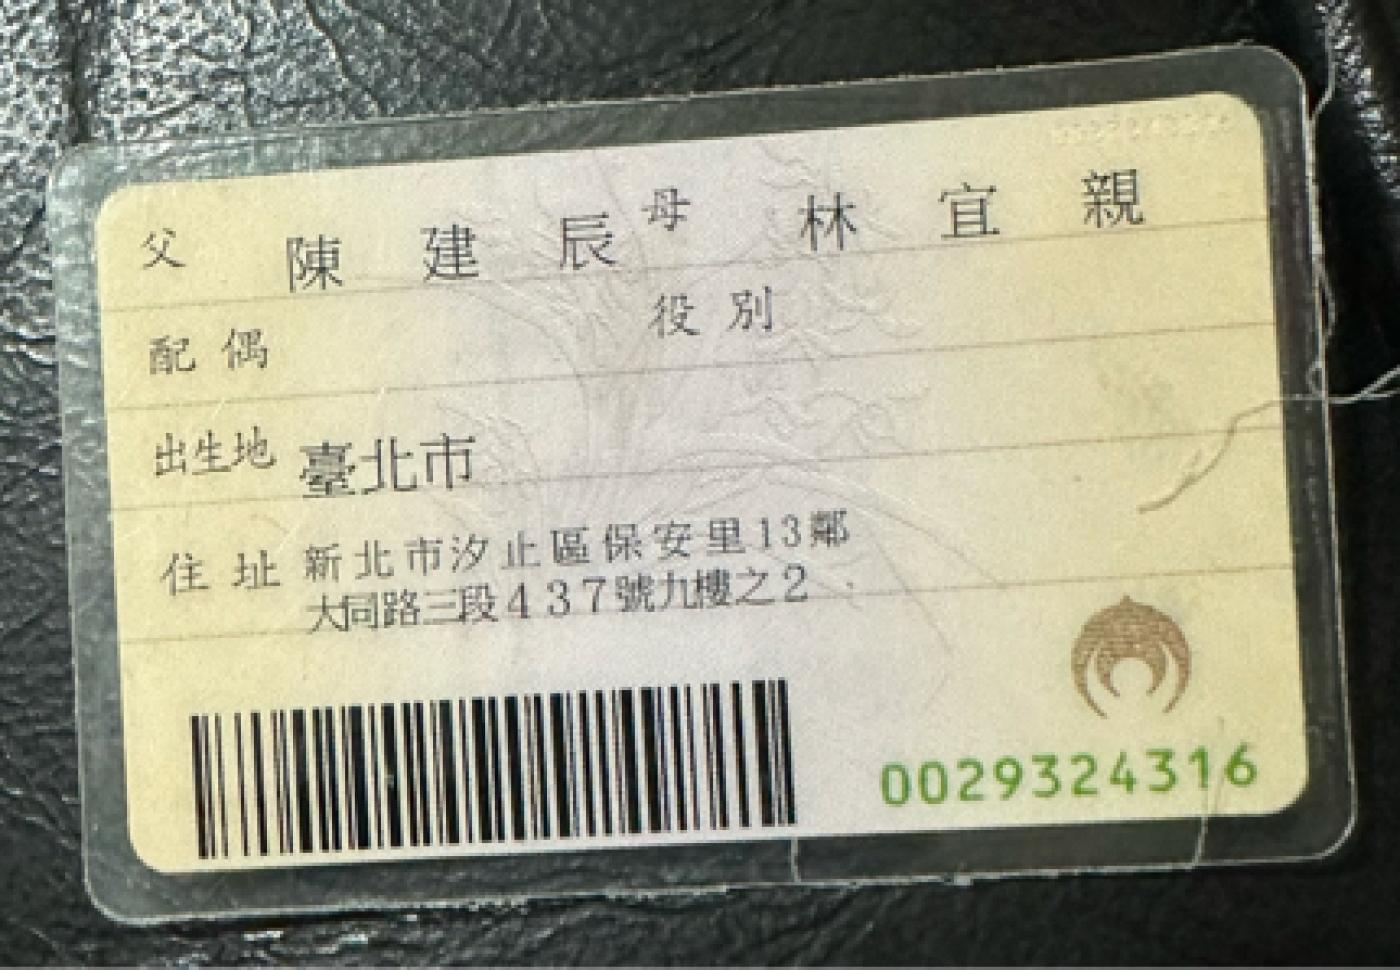 父 陳建辰 母 林宜親
配偶 役別
出生地 臺北市
住址 新北市汐止區保安里13鄰
大同路三段437號九樓之2
0029324316